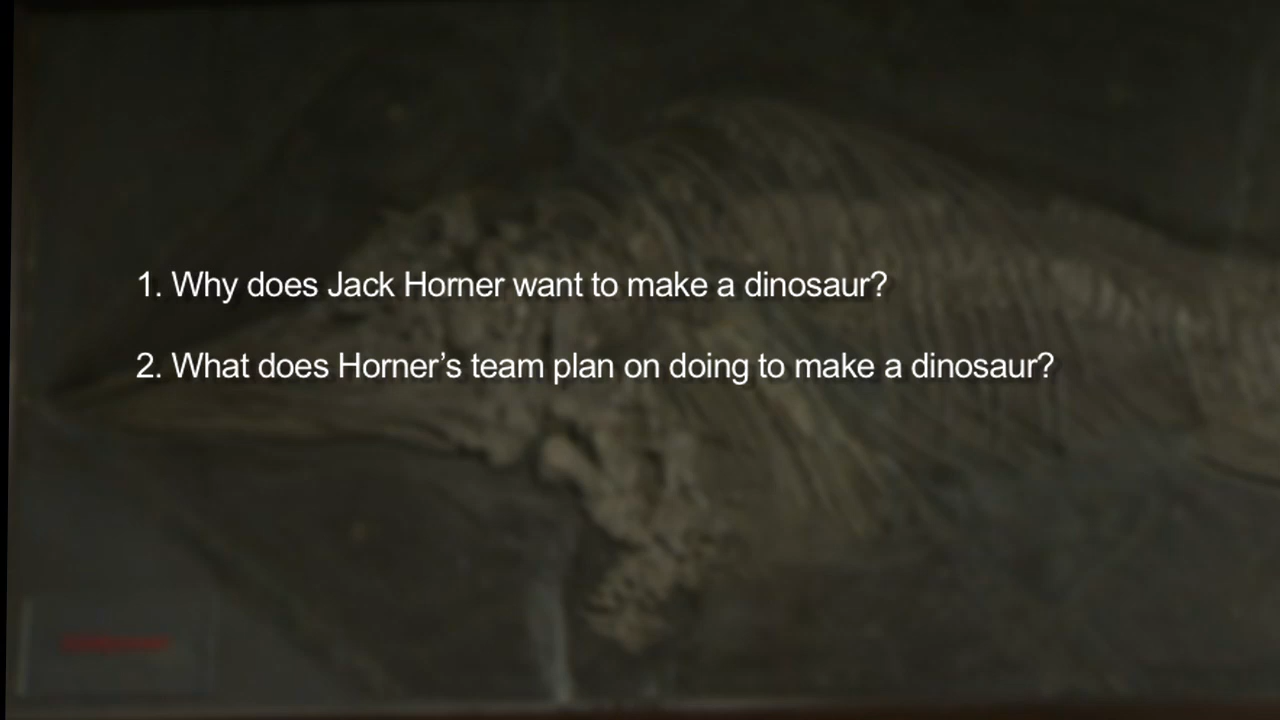 1. Why does Jack Horner want to make a dinosaur?
2. What does Horner’s team plan on doing to make a dinosaur?